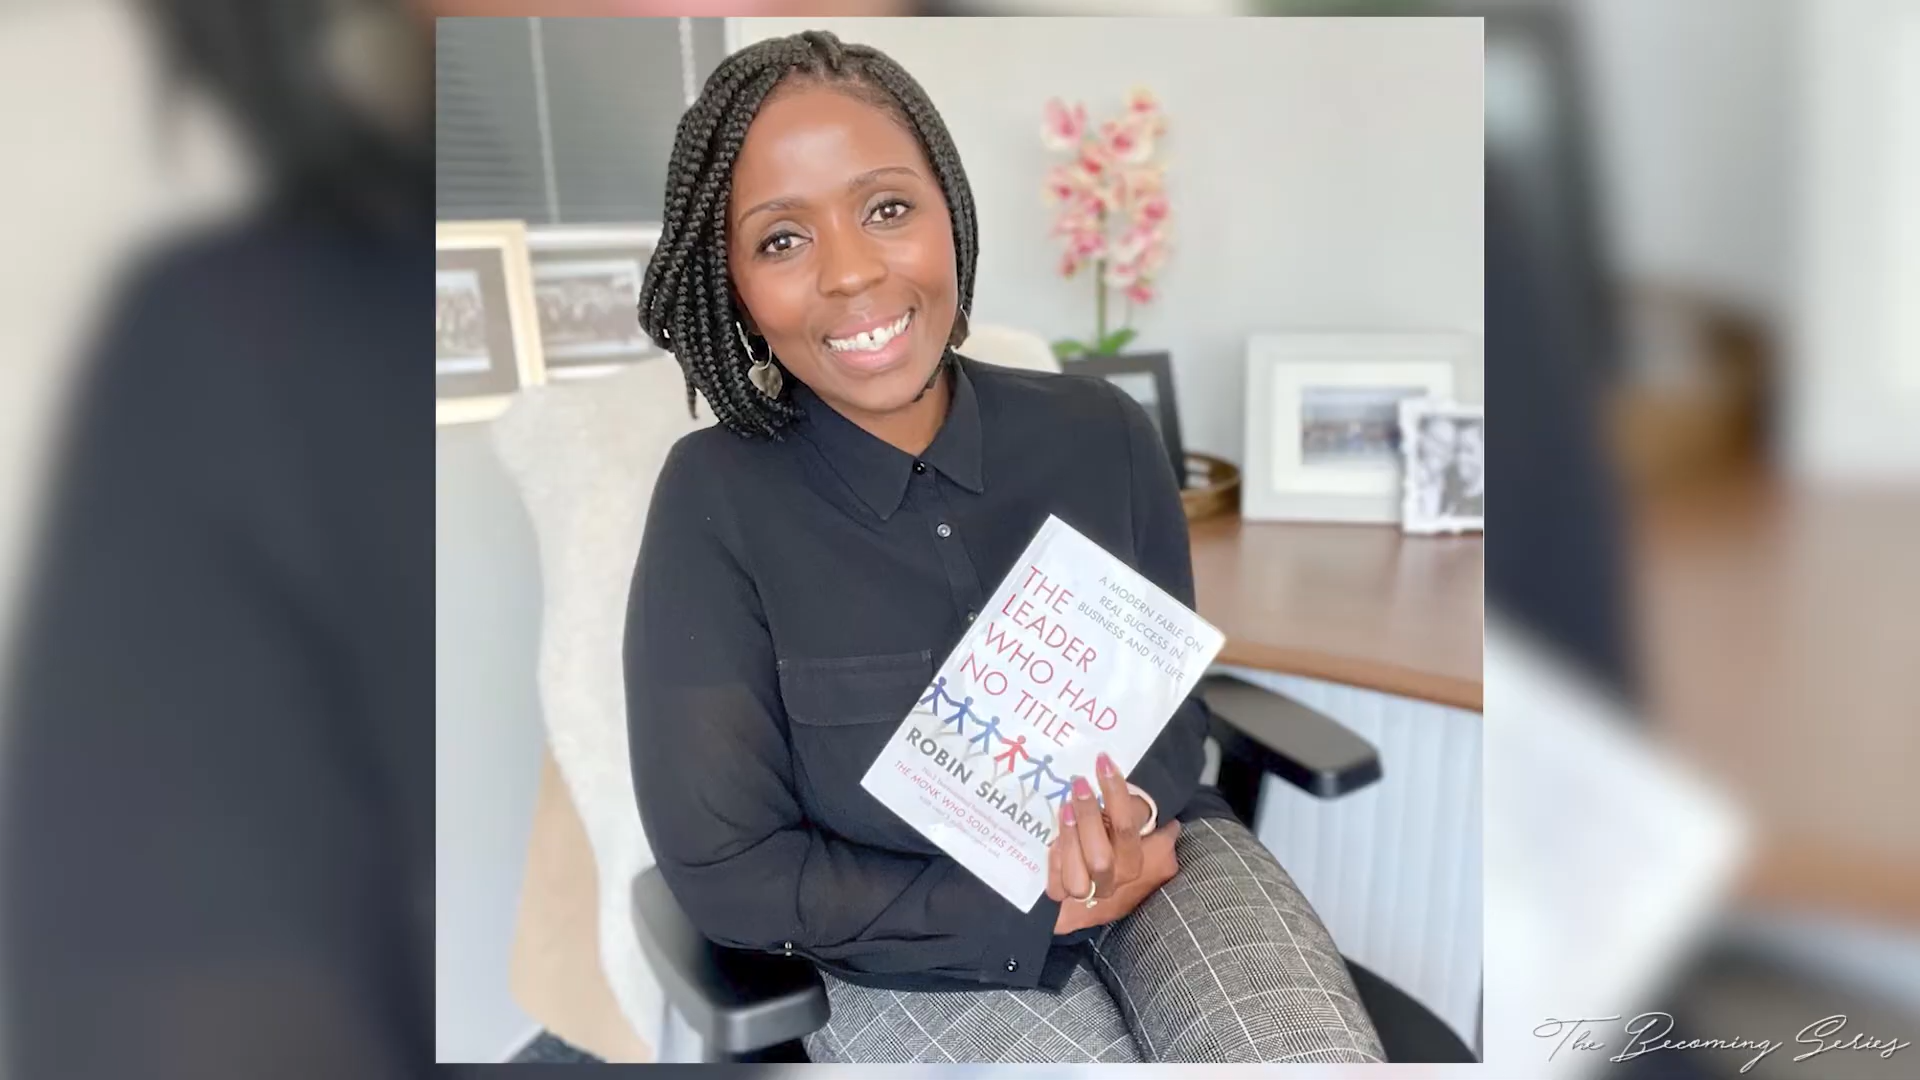 A MODERN FABLE ON
REAL SUCCESS IN
BUSINESS AND IN LIFE
THE
LEADER
WHO HAD
NO TITLE
ROBIN SHARM
THE MONK WHO SOLD HIS FERRARI
The Becoming Series